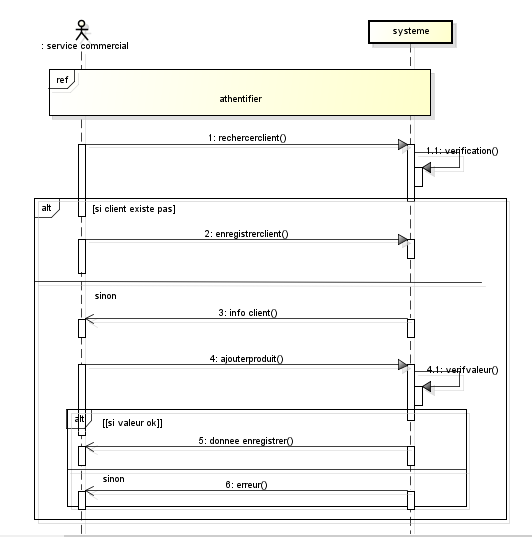 systeme
: service commercial
ref
athentifier
1: rechercerclient()
1.1: verification()
alt
[si client existe pas]
2: enregistrerclient()
sinon
3: info client()
4: ajouterproduit()
4.1: verifvaleur()
alt
[[si valeur ok]]
5: donnee enregistrer()
sinon
6: erreur()